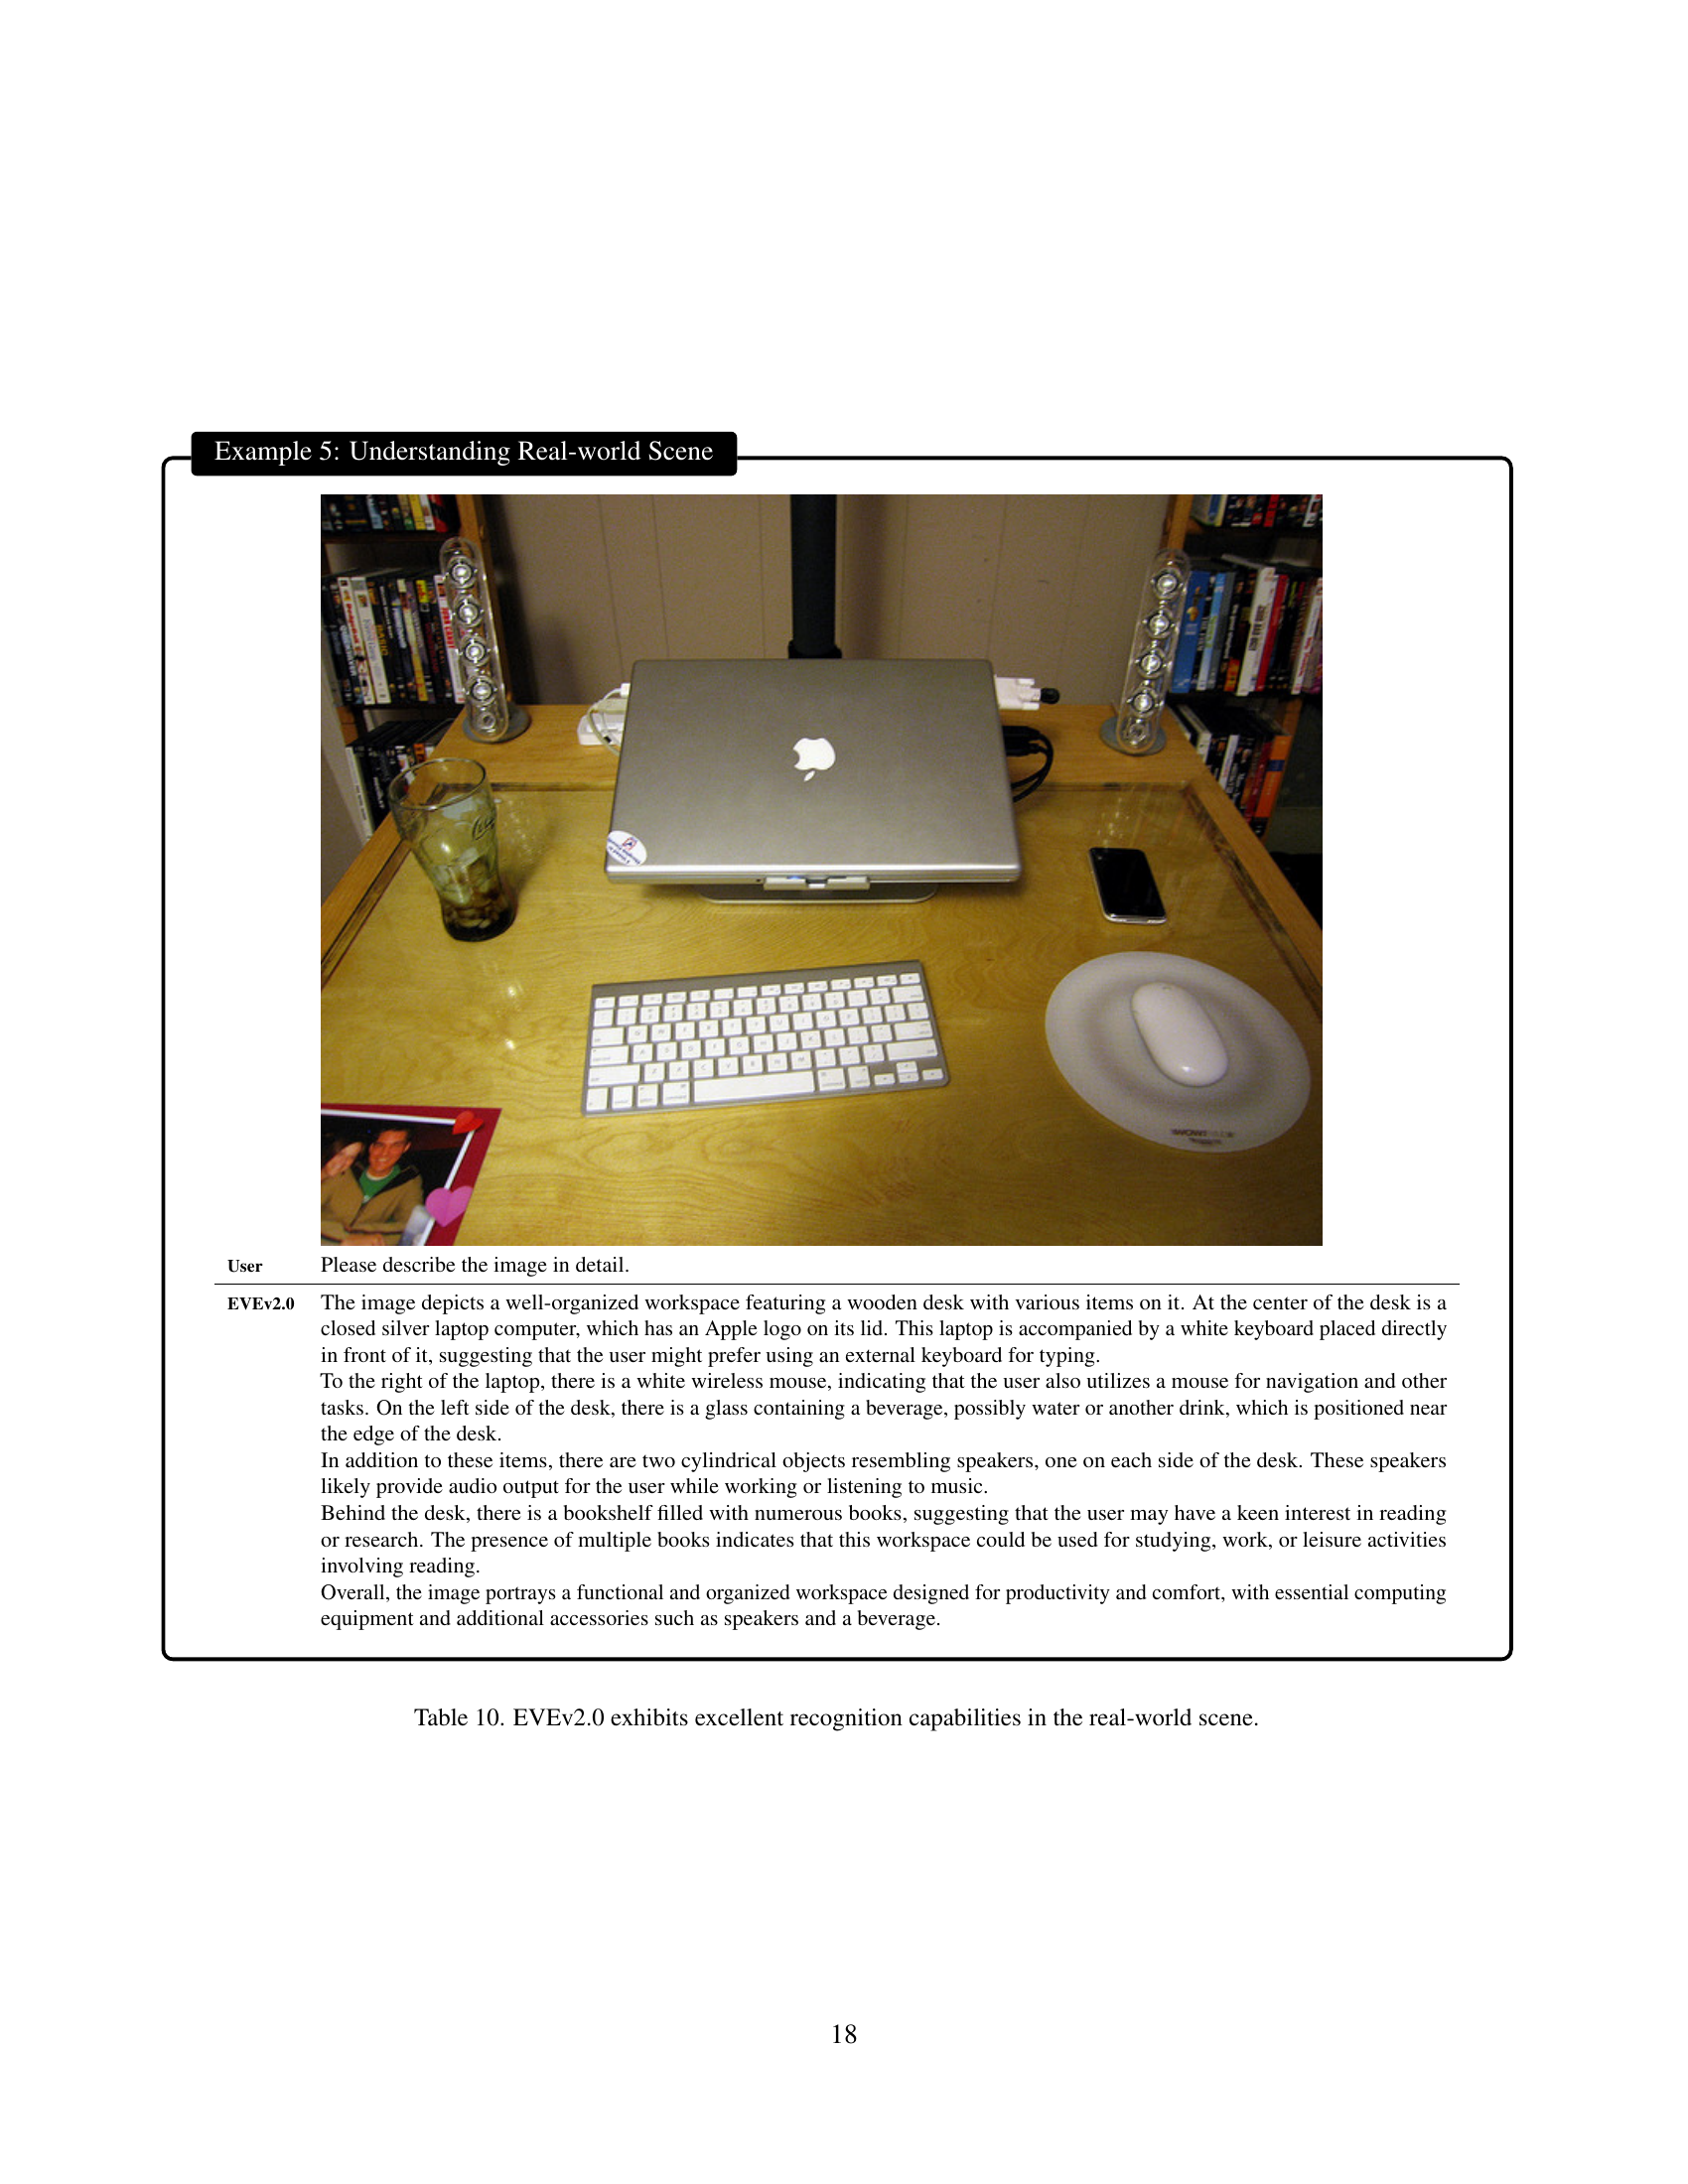 Example 5: Understanding Real-world Scene
User Please describe the image in detail.
EVEv2.0 The image depicts a well-organized workspace featuring a wooden desk with various items on it. At the center of the desk is a
closed silver laptop computer, which has an Apple logo on its lid. This laptop is accompanied by a white keyboard placed directly
in front of it, suggesting that the user might prefer using an external keyboard for typing.
To the right of the laptop, there is a white wireless mouse, indicating that the user also utilizes a mouse for navigation and other
tasks. On the left side of the desk, there is a glass containing a beverage, possibly water or another drink, which is positioned near
the edge of the desk.
In addition to these items, there are two cylindrical objects resembling speakers, one on each side of the desk. These speakers
likely provide audio output for the user while working or listening to music.
Behind the desk, there is a bookshelf filled with numerous books, suggesting that the user may have a keen interest in reading
or research. The presence of multiple books indicates that this workspace could be used for studying, work, or leisure activities
involving reading.
Overall, the image portrays a functional and organized workspace designed for productivity and comfort, with essential computing
equipment and additional accessories such as speakers and a beverage.
Table 10. EVEv2.0 exhibits excellent recognition capabilities in the real-world scene.
18